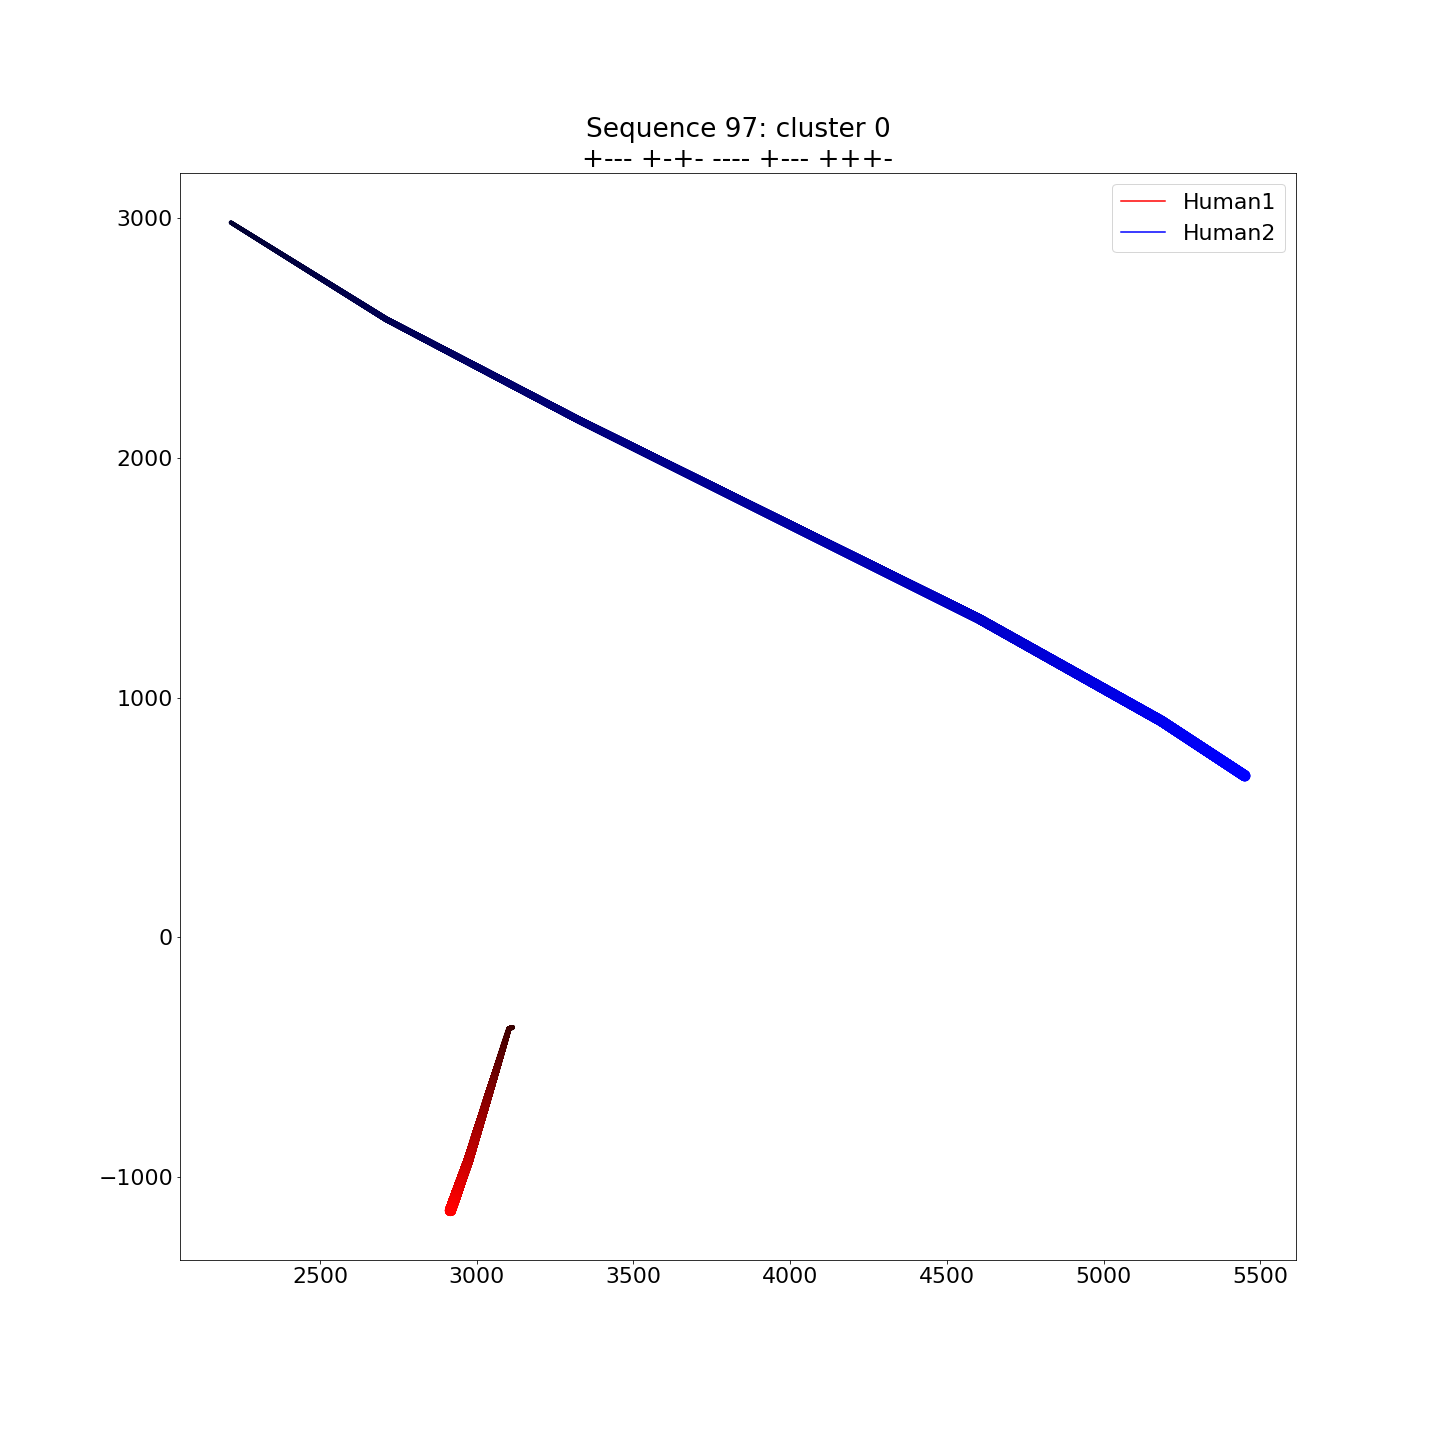 Sequence 97: cluster 0
+--- +-+- ---- +--- +++-
Human1
Human2
3000
2000
1000
0
−1000
2500 3000 3500 4000 4500 5000 5500